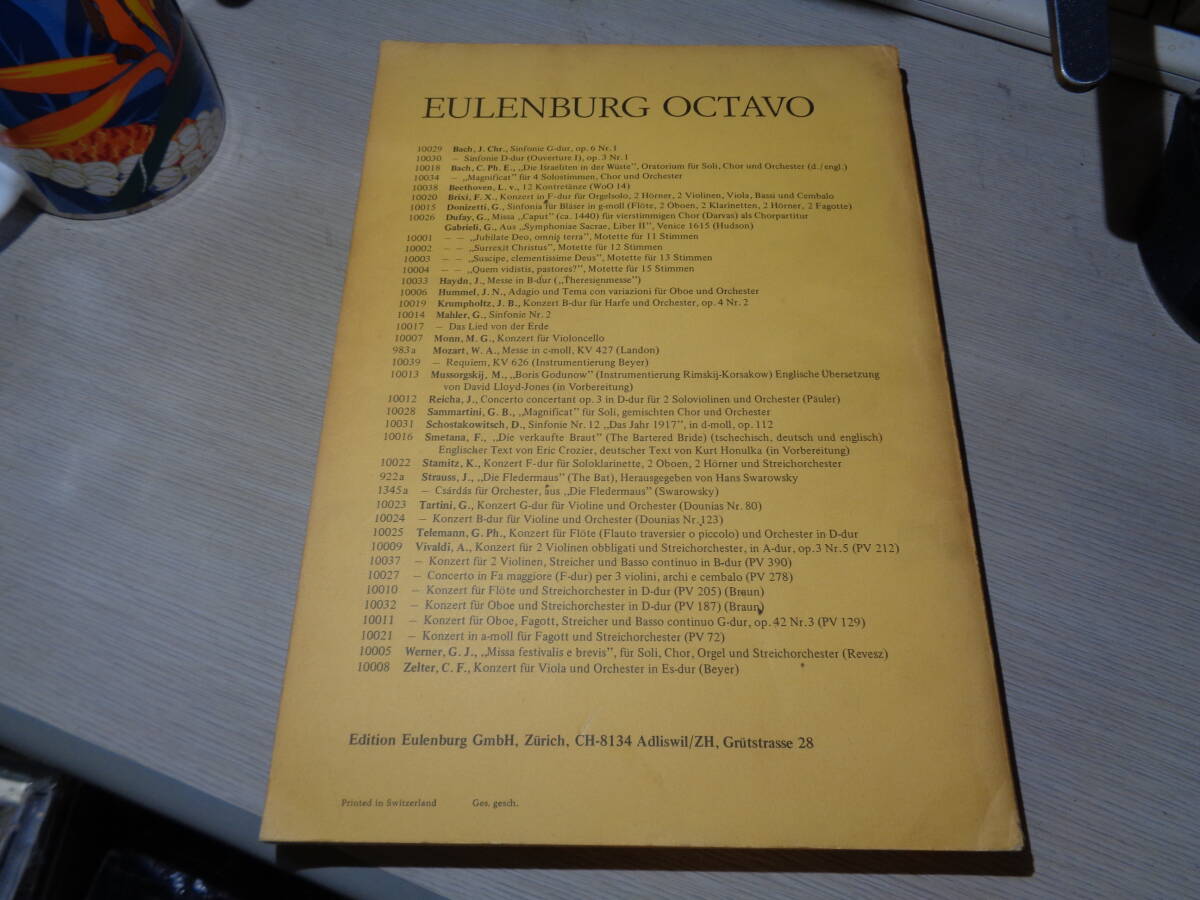 EULENBURG OCTAVO
10029 Bach, J. Chr., Sinfonie G-dur, op. 6 Nr. 1
10030 – Sinfonie D-dur (Ouverture I), op. 3 Nr. 1
10018 Bach, C. Ph. E., „Die Israeliten in der Wüste", Oratorium für Soli, Chor und Orchester (d./engl.)
10034 – „Magnificat" für 4 Solostimmen, Chor und Orchester
10038 Beethoven, L. v., 12 Kontretänze (WoO 14)
10020 Brixi, F. X., Konzert in F-dur für Orgelsolo, 2 Hörner, 2 Violinen, Viola, Bassi und Cembalo
10015 Donizetti, G., Sinfonia für Bläser in g-moll (Flöte, 2 Oboen, 2 Klarinetten, 2 Hörner, 2 Fagotte)
10026 Dufay, G., Missa „Caput" (ca. 1440) für vierstimmigen Chor (Darvas) als Chorpartitur
Gabrieli, G., Aus „Symphoniae Sacrae, Liber II", Venice 1615 (Hudson)
10001 – – „Jubilate Deo, omnis terra", Motette für 11 Stimmen
10002 – – „Surrexit Christus", Motette für 12 Stimmen
10003 – – „Suscipe, clementissime Deus", Motette für 13 Stimmen
10004 – – „Quem vidistis, pastores?", Motette für 15 Stimmen
10033 Haydn, J., Messe in B-dur („Theresienmesse")
10006 Hummel, J. N., Adagio und Tema con variazioni für Oboe und Orchester
10019 Krumpholtz, J. B., Konzert B-dur für Harfe und Orchester, op. 4 Nr. 2
10014 Mahler, G., Sinfonie Nr. 2
10017 – Das Lied von der Erde
10007 Monn, M. G., Konzert für Violoncello
983a Mozart, W. A., Messe in c-moll, KV 427 (Landon)
10039 – Requiem, KV 626 (Instrumentierung Beyer)
10013 Mussorgskij, M., „Boris Godunow" (Instrumentierung Rimskij-Korsakow) Englische Übersetzung
von David Lloyd-Jones (in Vorbereitung)
10012 Reicha, J., Concerto concertant op. 3 in D-dur für 2 Soloviolinen und Orchester (Päuler)
10028 Sammartini, G. B., „Magnificat" für Soli, gemischten Chor und Orchester
10031 Schostakowitsch, D., Sinfonie Nr. 12 „Das Jahr 1917", in d-moll, op. 112
10016 Smetana, F., „Die verkaufte Braut" (The Bartered Bride) (tschechisch, deutsch und englisch)
Englischer Text von Eric Crozier, deutscher Text von Kurt Honulka (in Vorbereitung)
10022 Stamitz, K., Konzert F-dur für Soloklarinette, 2 Oboen, 2 Hörner und Streichorchester
922a Strauss, J., „Die Fledermaus" (The Bat), Herausgegeben von Hans Swarowsky
1345a – Csárdás für Orchester, aus „Die Fledermaus" (Swarowsky)
10023 Tartini, G., Konzert G-dur für Violine und Orchester (Dounias Nr. 80)
10024 – Konzert B-dur für Violine und Orchester (Dounias Nr. 123)
10025 Telemann, G. Ph., Konzert für Flöte (Flauto traversier o piccolo) und Orchester in D-dur
10009 Vivaldi, A., Konzert für 2 Violinen obbligati und Streichorchester, in A-dur, op. 3 Nr. 5 (PV 212)
10037 – Konzert für 2 Violinen, Streicher und Basso continuo in B-dur (PV 390)
10027 – Concerto in Fa maggiore (F-dur) per 3 violini, archi e cembalo (PV 278)
10010 – Konzert für Flöte und Streichorchester in D-dur (PV 205) (Braun)
10032 – Konzert für Oboe und Streichorchester in D-dur (PV 187) (Braun)
10011 – Konzert für Oboe, Fagott, Streicher und Basso continuo G-dur, op. 42 Nr. 3 (PV 129)
10021 – Konzert in a-moll für Fagott und Streichorchester (PV 72)
10005 Werner, G. J., „Missa festivalis e brevis", für Soli, Chor, Orgel und Streichorchester (Revesz)
10008 Zelter, C. F., Konzert für Viola und Orchester in Es-dur (Beyer)
Edition Eulenburg GmbH, Zürich, CH-8134 Adliswil/ZH, Grütstrasse 28
Printed in Switzerland Ges. gesch.